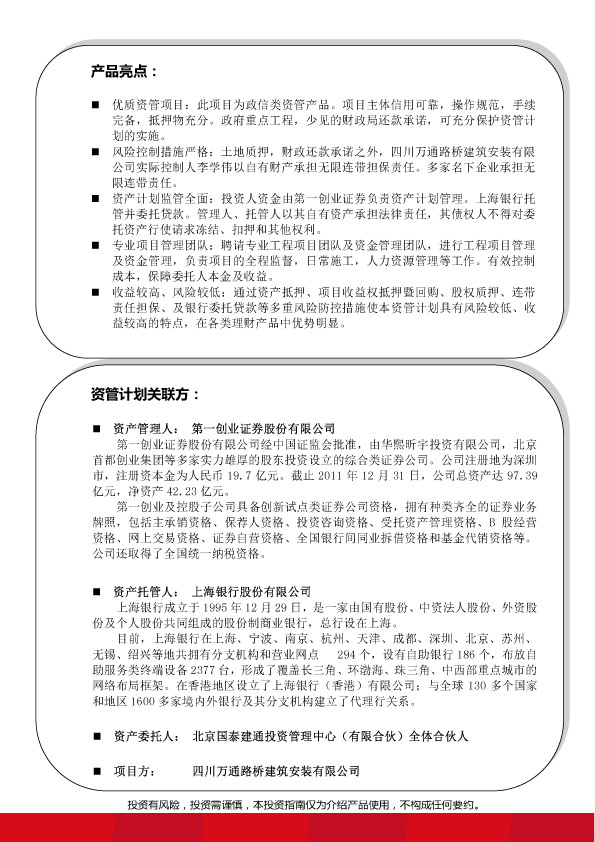 产品亮点：
■ 优质资管项目：此项目为政信类资管产品。项目主体信用可靠，操作规范，手续
完备，抵押物充分。政府重点工程，少见的财政局还款承诺，可充分保护资管计
划的实施。
■ 风险控制措施严格：土地质押，财政还款承诺之外，四川万通路桥建筑安装有限
公司实际控制人李学伟以自有财产承担无限连带担保责任。多家名下企业承担无
限连带责任。
■ 资产计划监管全面：投资人资金由第一创业证券负责资产计划管理。上海银行托
管并委托贷款。管理人、托管人以其自有资产承担法律责任，其债权人不得对委
托资产行使请求冻结、扣押和其他权利。
■ 专业项目管理团队：聘请专业工程项目团队及资金管理团队，进行工程项目管理
及资金管理，负责项目的全程监督，日常施工，人力资源管理等工作。有效控制
成本，保障委托人本金及收益。
■ 收益较高、风险较低：通过资产抵押、项目收益权抵押暨回购、股权质押、连带
责任担保、及银行委托贷款等多重风险防控措施使本资管计划具有风险较低、收
益较高的特点，在各类理财产品中优势明显。
资管计划关联方：
■ 资产管理人： 第一创业证券股份有限公司
第一创业证券股份有限公司经中国证监会批准，由华熙昕宇投资有限公司，北京
首都创业集团等多家实力雄厚的股东投资设立的综合类证券公司。公司注册地为深圳
市，注册资本金为人民币 19.7 亿元。截止 2011 年 12 月 31 日，公司总资产达 97.39
亿元，净资产 42.23 亿元。
第一创业及控股子公司具备创新试点类证券公司资格，拥有种类齐全的证券业务
牌照，包括主承销资格、保荐人资格、投资咨询资格、受托资产管理资格、B 股经营
资格、网上交易资格、证券自营资格、全国银行间同业拆借资格和基金代销资格等。
公司还取得了全国统一纳税资格。
■ 资产托管人： 上海银行股份有限公司
上海银行成立于 1995 年 12 月 29 日，是一家由国有股份、中资法人股份、外资股
份及个人股份共同组成的股份制商业银行，总行设在上海。
目前，上海银行在上海、宁波、南京、杭州、天津、成都、深圳、北京、苏州、
无锡、绍兴等地共拥有分支机构和营业网点 294 个，设有自助银行 186 个，布放自
助服务类终端设备 2377 台，形成了覆盖长三角、环渤海、珠三角、中西部重点城市的
网络布局框架。在香港地区设立了上海银行（香港）有限公司；与全球 130 多个国家
和地区 1600 多家境内外银行及其分支机构建立了代理行关系。
■ 资产委托人： 北京国泰建通投资管理中心（有限合伙）全体合伙人
■ 项目方： 四川万通路桥建筑安装有限公司
投资有风险，投资需谨慎，本投资指南仅为介绍产品使用，不构成任何要约。